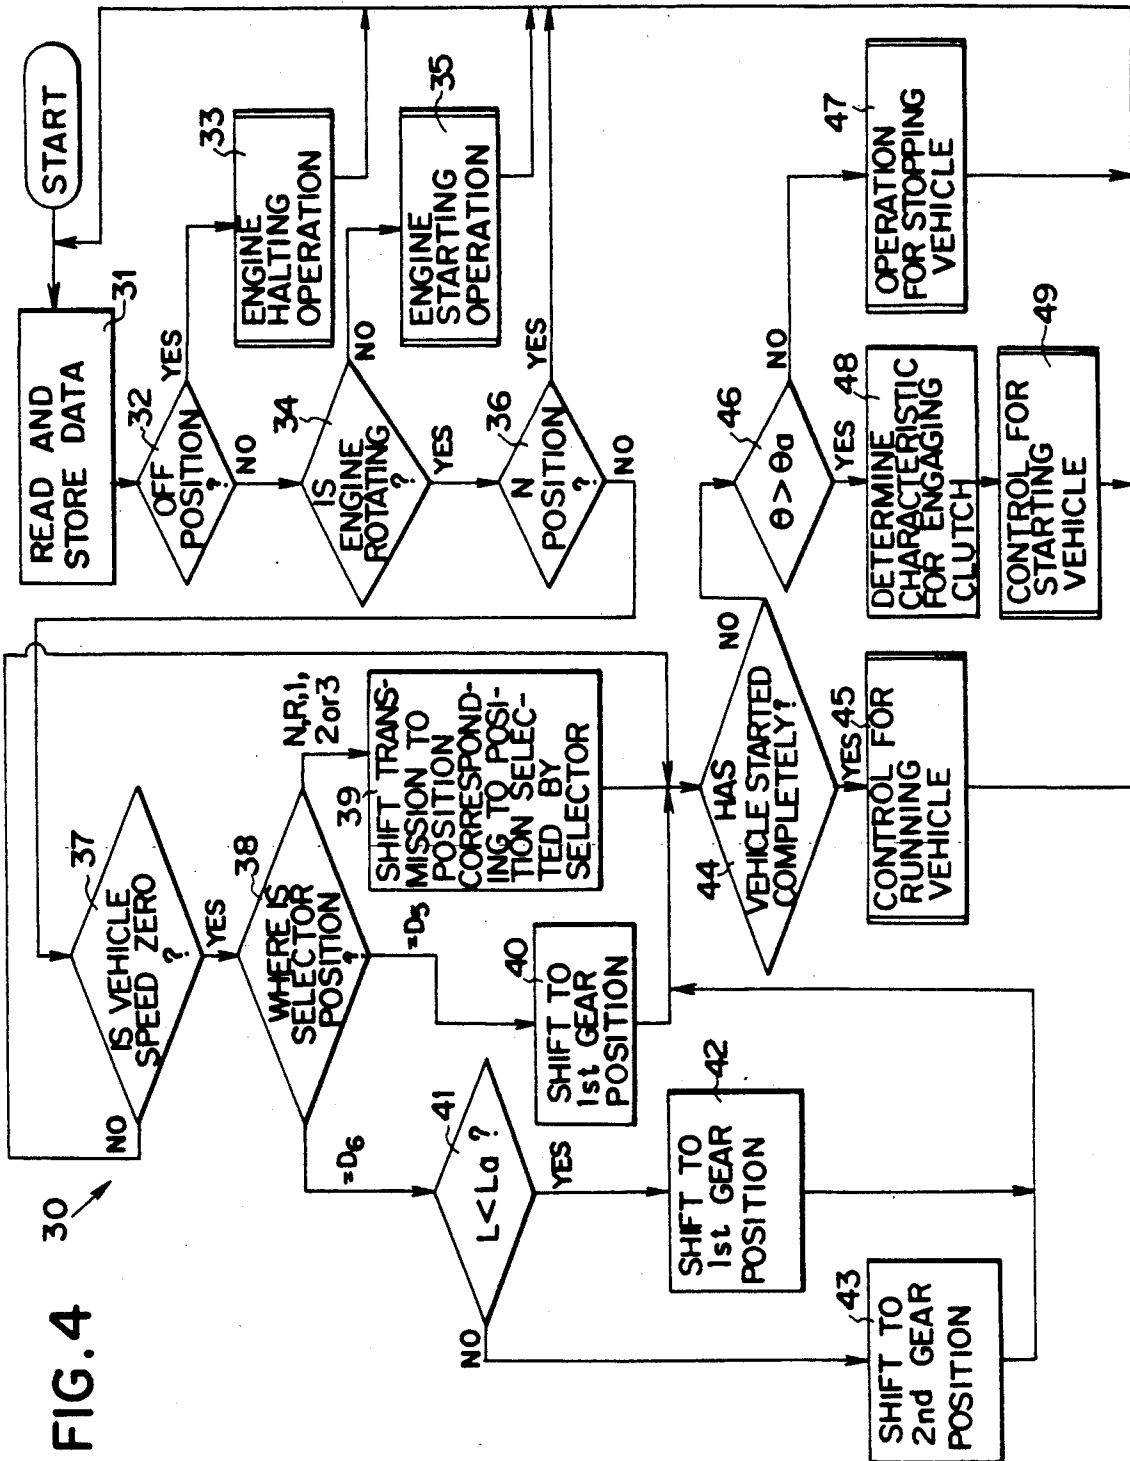 FIG. 4
30
START
READ AND
STORE DATA
31
OFF
POSITION
?
32
YES
NO
ENGINE
HALTING
OPERATION
33
IS
ENGINE
ROTATING
?
34
NO
YES
ENGINE
STARTING
OPERATION
35
N
POSITION
?
36
YES
NO
IS VEHICLE
SPEED ZERO
?
37
NO
YES
WHERE IS
SELECTOR
POSITION
?
38
N,R,1,
2or3
=D5
=D6
SHIFT TRANS-
MISSION TO
POSITION
CORRESPOND-
ING TO POSI-
TION SELEC-
TED BY
SELECTOR
39
SHIFT TO
1st GEAR
POSITION
40
L<La ?
41
YES
NO
SHIFT TO
1st GEAR
POSITION
42
SHIFT TO
2nd GEAR
POSITION
43
HAS
VEHICLE STARTED
COMPLETELY?
44
NO
YES
CONTROL FOR
RUNNING
VEHICLE
45
θ>θa
46
NO
YES
OPERATION
FOR STOPPING
VEHICLE
47
DETERMINE
CHARACTERISTIC
FOR ENGAGING
CLUTCH
48
CONTROL FOR
STARTING
VEHICLE
49